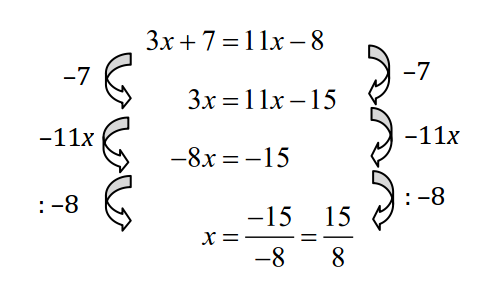 3x + 7 = 11x − 8
−7 −7
3x = 11x − 15
−11x −11x
−8x = −15
: −8 : −8
x = −15/−8 = 15/8